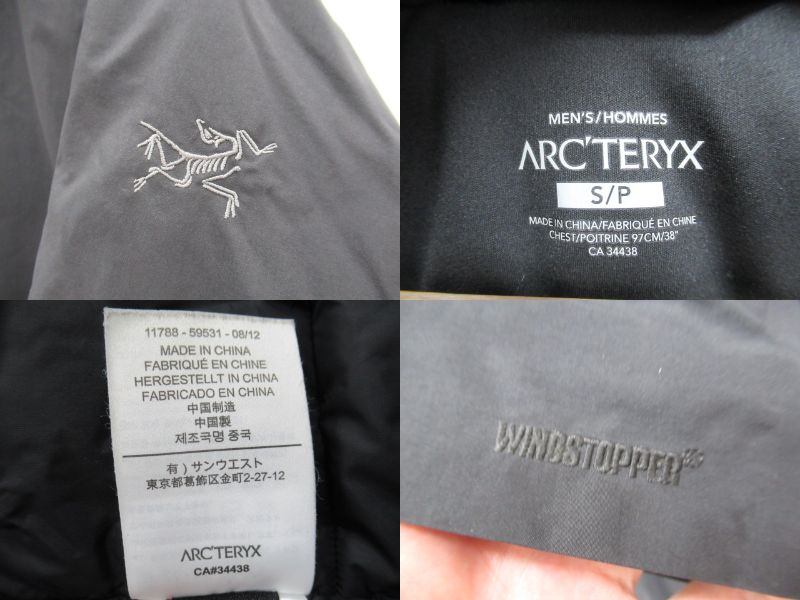 MEN'S/HOMMES
ARC'TERYX
S/P
MADE IN CHINA/FABRIQUÉ EN CHINE
CHEST/POITRINE 97CM/38"
CA 34438
11788 - 59531 - 08/12
MADE IN CHINA
FABRIQUÉ EN CHINE
HERGESTELLT IN CHINA
FABRICADO EN CHINA
中国制造
中国製
제조국명 중국
有）サンウエスト
東京都葛飾区金町2-27-12
ARC'TERYX
CA#34438
WINDSTOPPER®